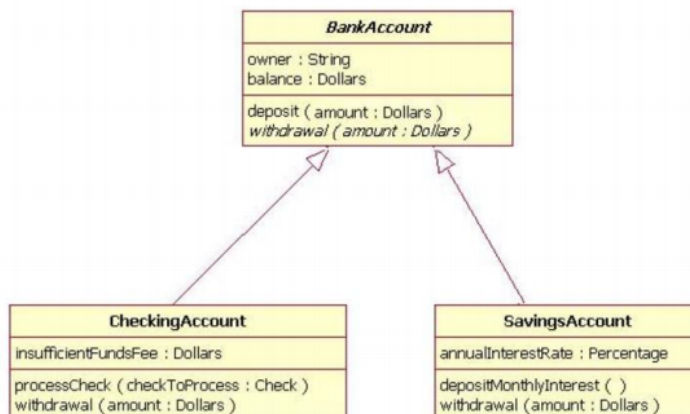 BankAccount
owner : String
balance : Dollars
deposit ( amount : Dollars )
withdrawal ( amount : Dollars )
CheckingAccount
insufficientFundsFee : Dollars
processCheck ( checkToProcess : Check )
withdrawal ( amount : Dollars )
SavingsAccount
annualInterestRate : Percentage
depositMonthlyInterest ( )
withdrawal ( amount : Dollars )